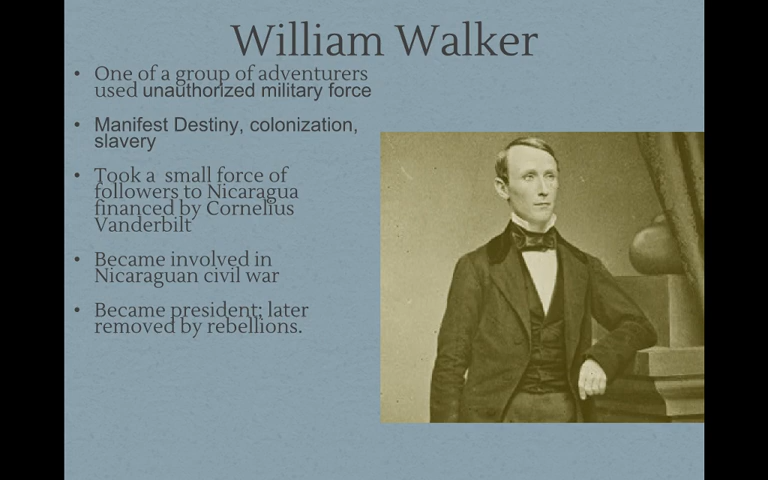 William Walker
• One of a group of adventurers
used unauthorized military force
• Manifest Destiny, colonization,
slavery
• Took a small force of
followers to Nicaragua
financed by Cornelius
Vanderbilt
• Became involved in
Nicaraguan civil war
• Became president; later
removed by rebellions.